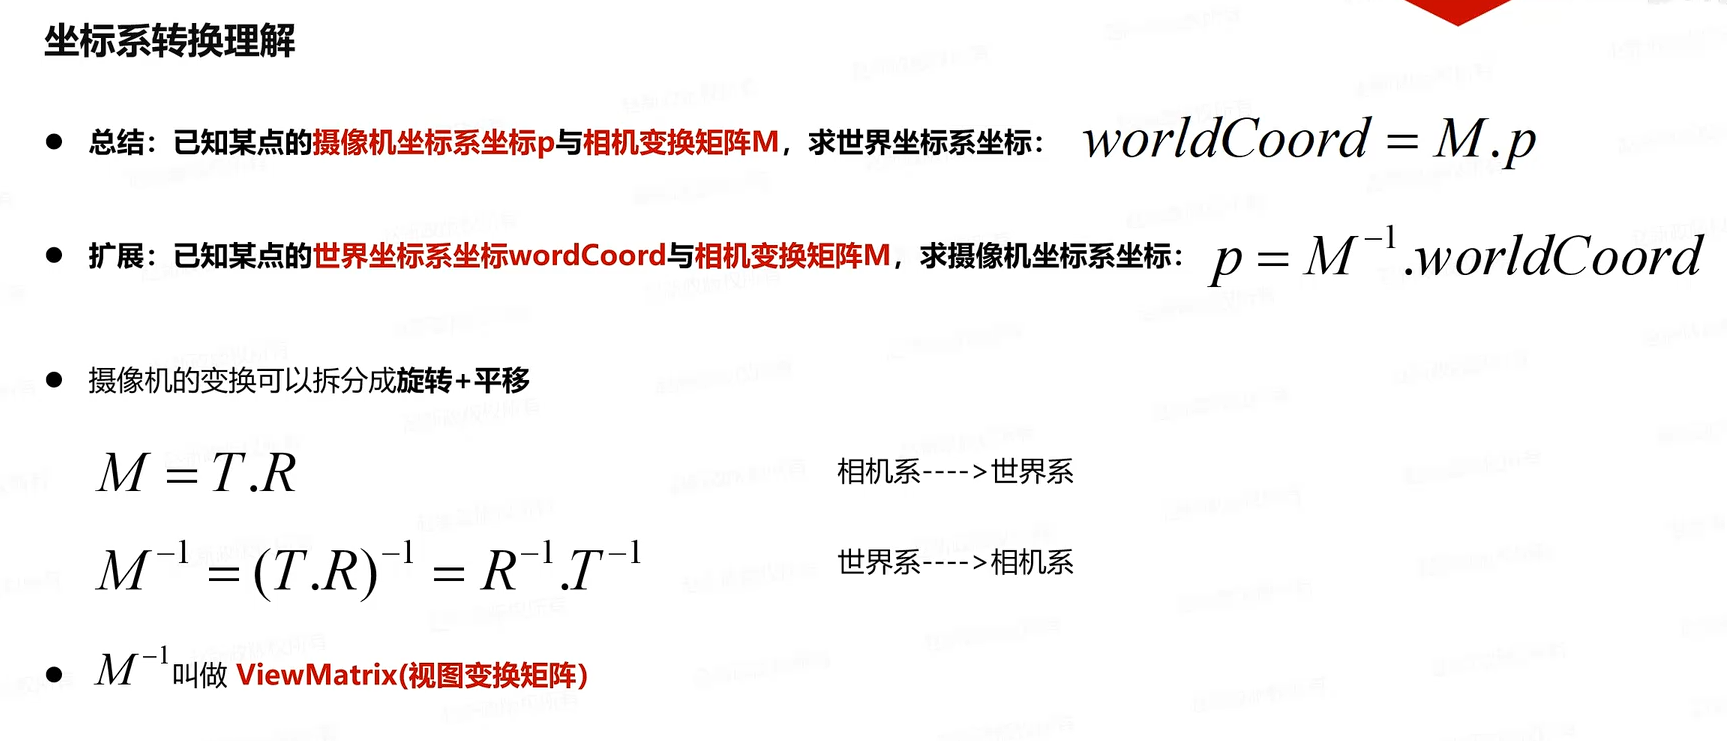 坐标系转换理解
● 总结：已知某点的摄像机坐标系坐标p与相机变换矩阵M，求世界坐标系坐标： worldCoord = M.p
● 扩展：已知某点的世界坐标系坐标wordCoord与相机变换矩阵M，求摄像机坐标系坐标： p = M⁻¹.worldCoord
● 摄像机的变换可以拆分成旋转+平移
M = T.R 相机系---->世界系
M⁻¹ = (T.R)⁻¹ = R⁻¹.T⁻¹ 世界系---->相机系
● M⁻¹叫做 ViewMatrix(视图变换矩阵)